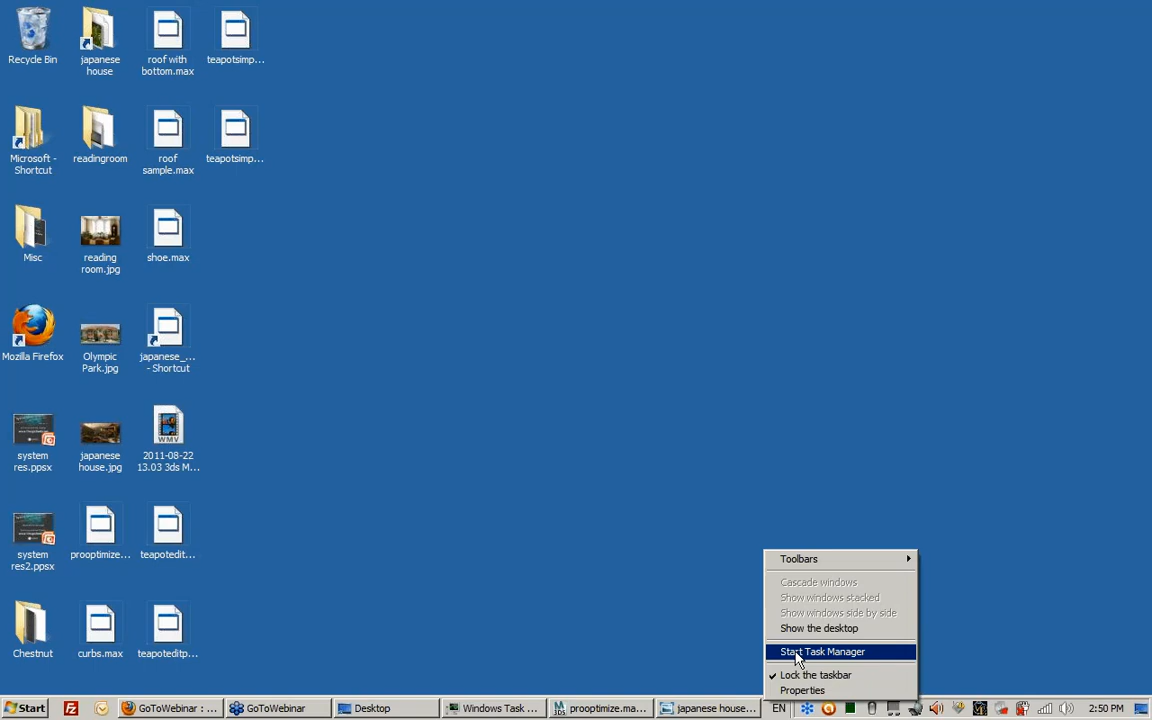 Recycle Bin
japanese
house
roof with
bottom.max
teapotsimp...
Microsoft -
Shortcut
readingroom
roof
sample.max
teapotsimp...
Misc
reading
room.jpg
shoe.max
Mozilla Firefox
Olympic
Park.jpg
japanese_...
- Shortcut
WMV
system
res.ppsx
japanese
house.jpg
2011-08-22
13.03 3ds M...
system
res2.ppsx
prooptimize...
teapotedit...
Chestnut
curbs.max
teapoteditp...
Toolbars
Cascade windows
Show windows stacked
Show windows side by side
Show the desktop
Start Task Manager
Lock the taskbar
Properties
Start
GoToWebinar : ...
GoToWebinar
Desktop
Windows Task ...
prooptimize.ma...
japanese house...
EN
2:50 PM